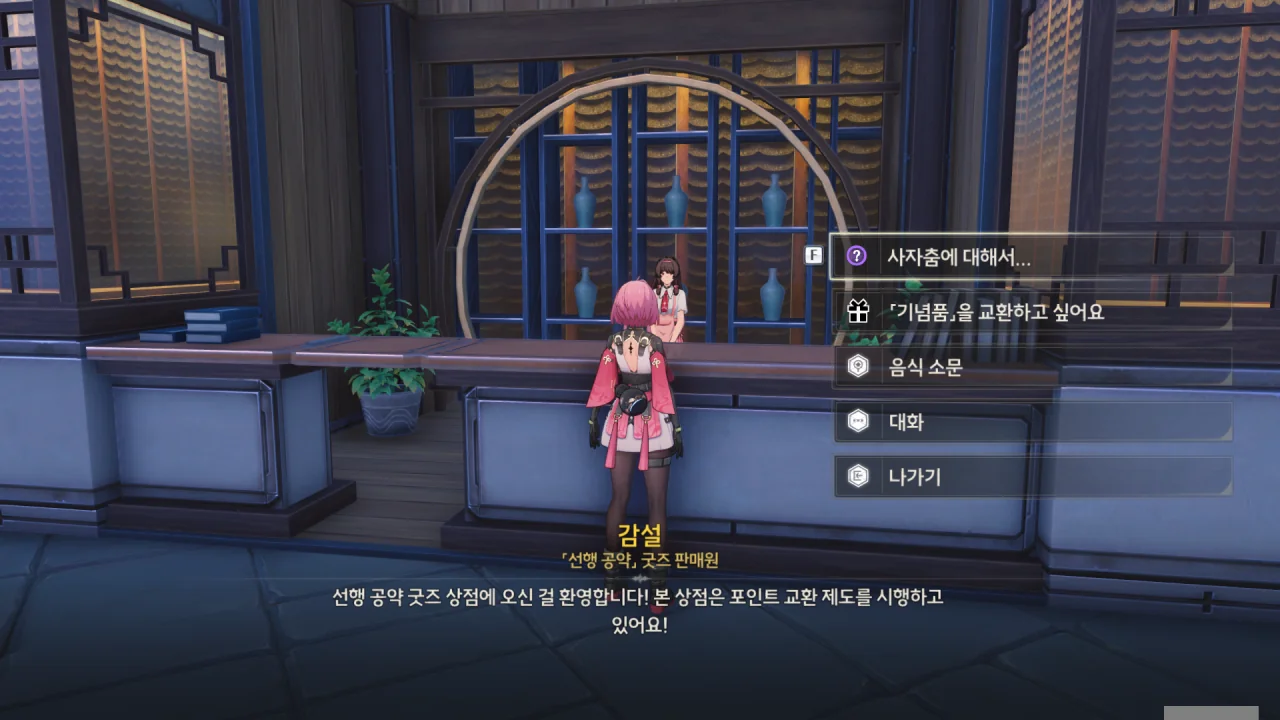 F
사자춤에 대해서...
「기념품」을 교환하고 싶어요
음식 소문
대화
나가기
감설
「선행 공약」 굿즈 판매원
선행 공약 굿즈 상점에 오신 걸 환영합니다! 본 상점은 포인트 교환 제도를 시행하고
있어요!